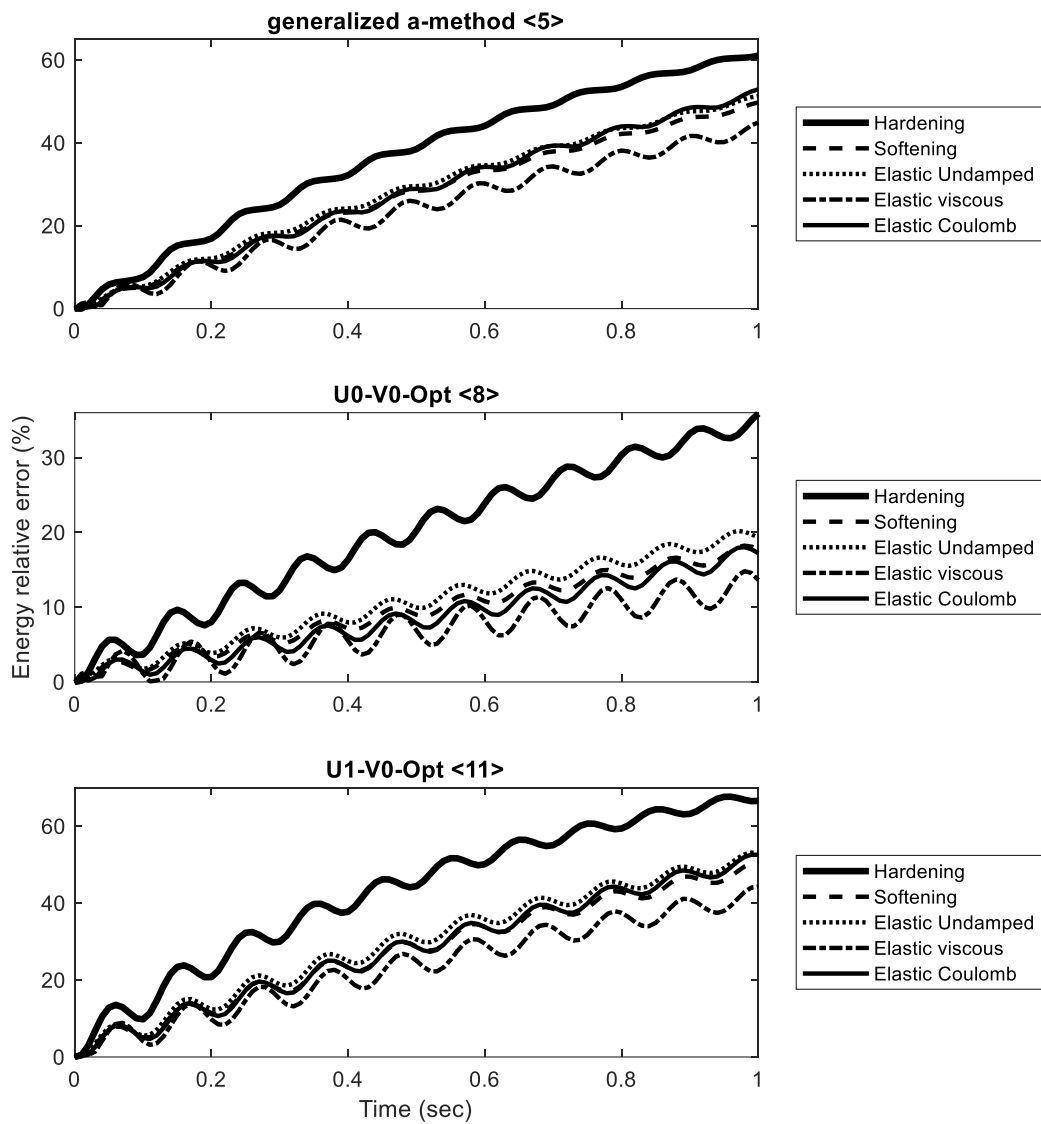 generalized a-method <5>
60
40
20
0
0 0.2 0.4 0.6 0.8 1
Hardening
Softening
Elastic Undamped
Elastic viscous
Elastic Coulomb
U0-V0-Opt <8>
Energy relative error (%)
30
20
10
0
0 0.2 0.4 0.6 0.8 1
Hardening
Softening
Elastic Undamped
Elastic viscous
Elastic Coulomb
U1-V0-Opt <11>
60
40
20
0
0 0.2 0.4 0.6 0.8 1
Time (sec)
Hardening
Softening
Elastic Undamped
Elastic viscous
Elastic Coulomb